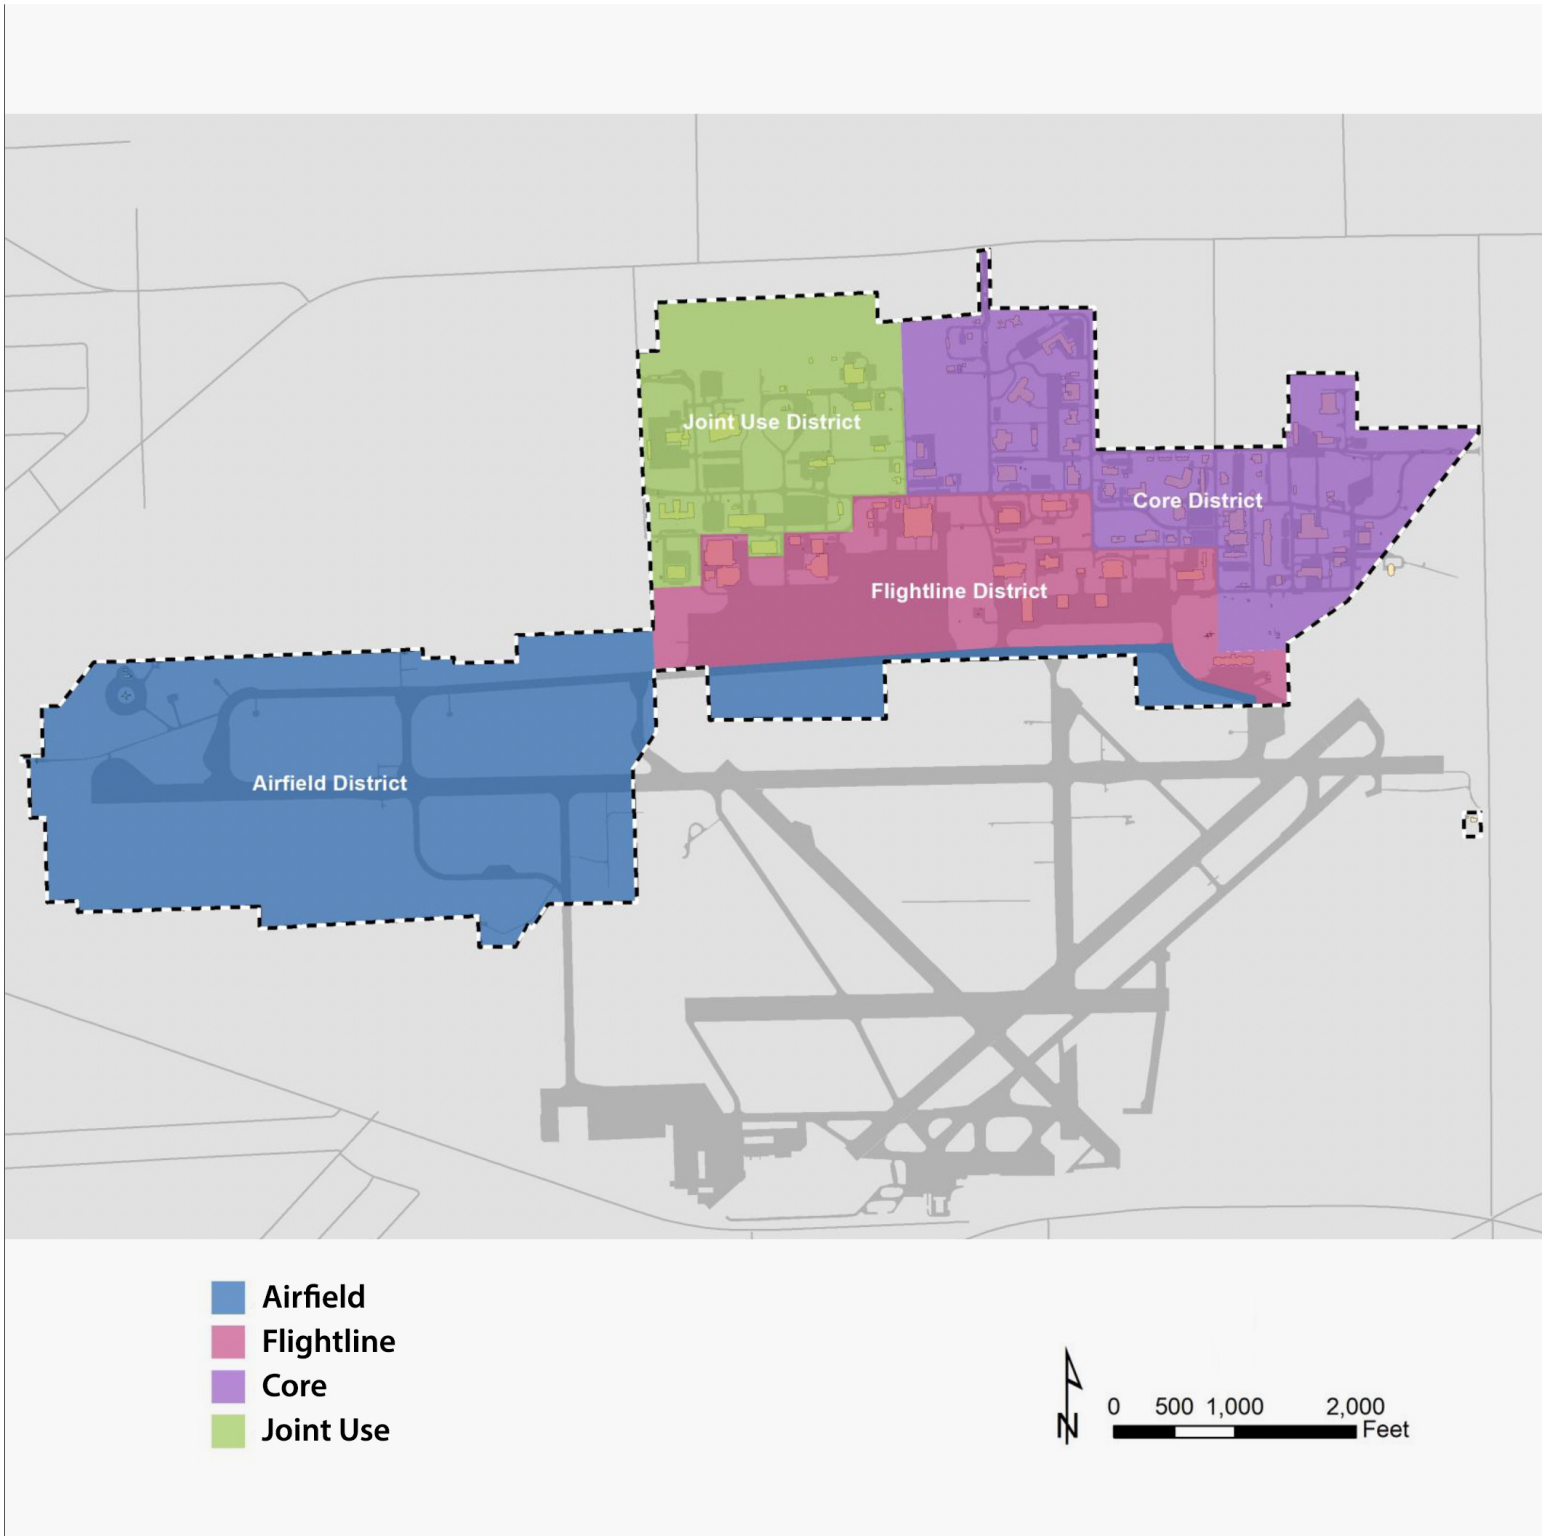 Joint Use District
Core District
Flightline District
Airfield District
Airfield
Flightline
Core
Joint Use
N
0 500 1,000 2,000
Feet